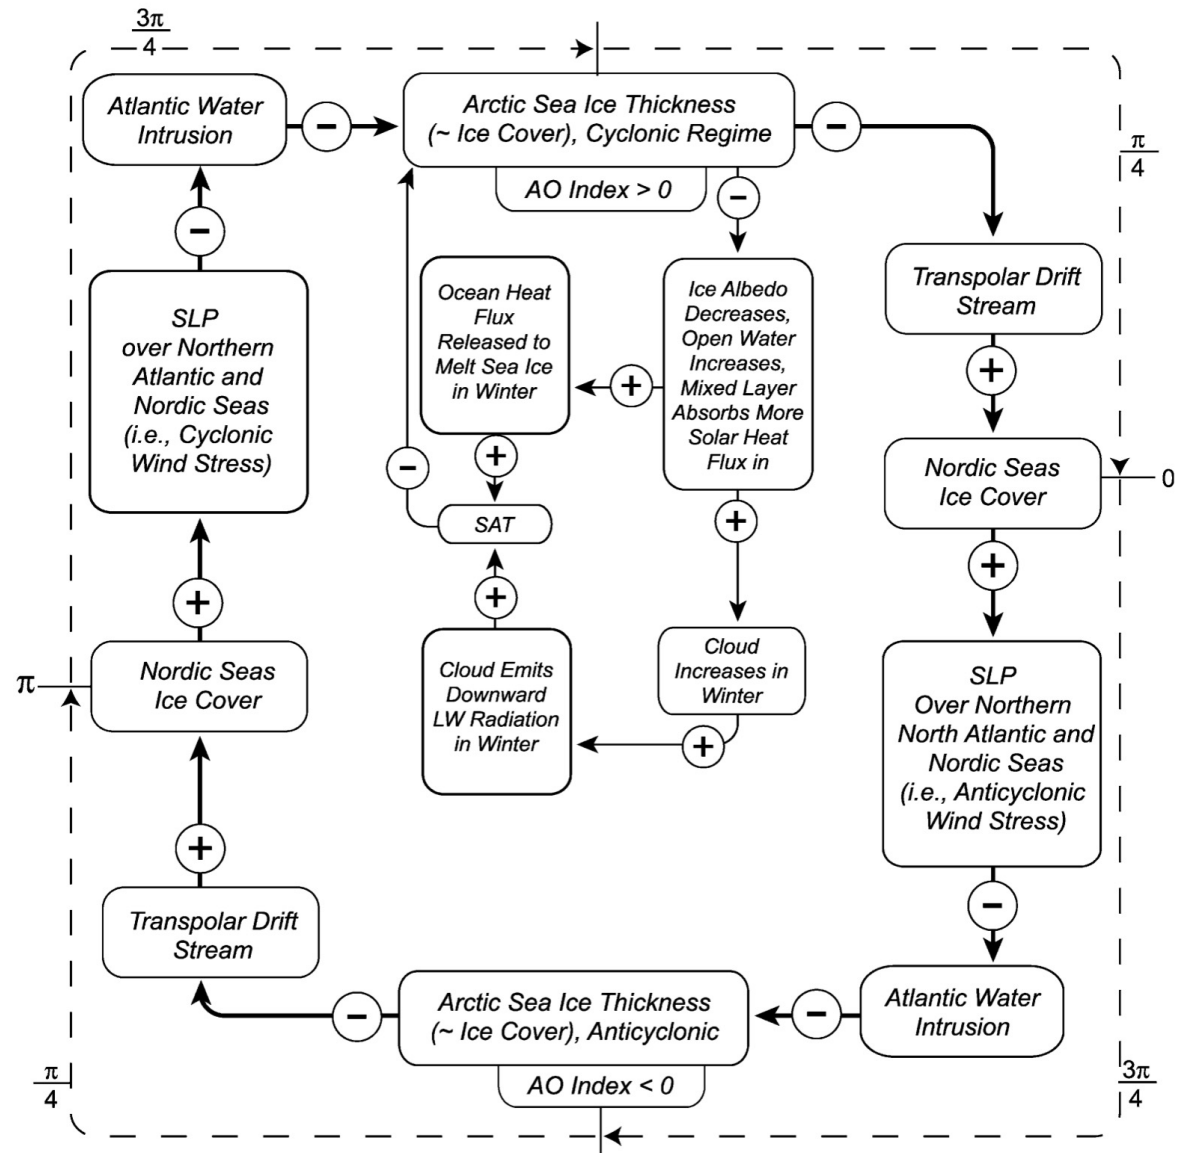 3π
4
Atlantic Water
Intrusion
−
Arctic Sea Ice Thickness
(~ Ice Cover), Cyclonic Regime
AO Index > 0
−
−
π
4
Transpolar Drift
Stream
+
Nordic Seas
Ice Cover
0
+
SLP
Over Northern
North Atlantic and
Nordic Seas
(i.e., Anticyclonic
Wind Stress)
−
Atlantic Water
Intrusion
3π
4
−
Arctic Sea Ice Thickness
(~ Ice Cover), Anticyclonic
AO Index < 0
−
π
4
Transpolar Drift
Stream
+
Nordic Seas
Ice Cover
π
+
SLP
over Northern
Atlantic and
Nordic Seas
(i.e., Cyclonic
Wind Stress)
−
Ice Albedo
Decreases,
Open Water
Increases,
Mixed Layer
Absorbs More
Solar Heat
Flux in
+
Ocean Heat
Flux
Released to
Melt Sea Ice
in Winter
+
SAT
−
+
Cloud
Increases in
Winter
+
Cloud Emits
Downward
LW Radiation
in Winter
+